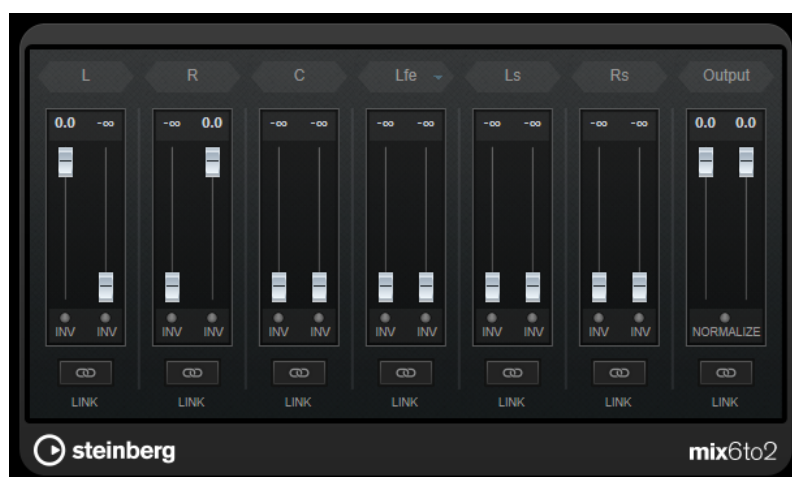 L R C Lfe Ls Rs Output
0.0 -∞ -∞ 0.0 -∞ -∞ -∞ -∞ -∞ -∞ -∞ -∞ 0.0 0.0
INV INV INV INV INV INV INV INV INV INV INV INV NORMALIZE
LINK LINK LINK LINK LINK LINK LINK
steinberg mix6to2